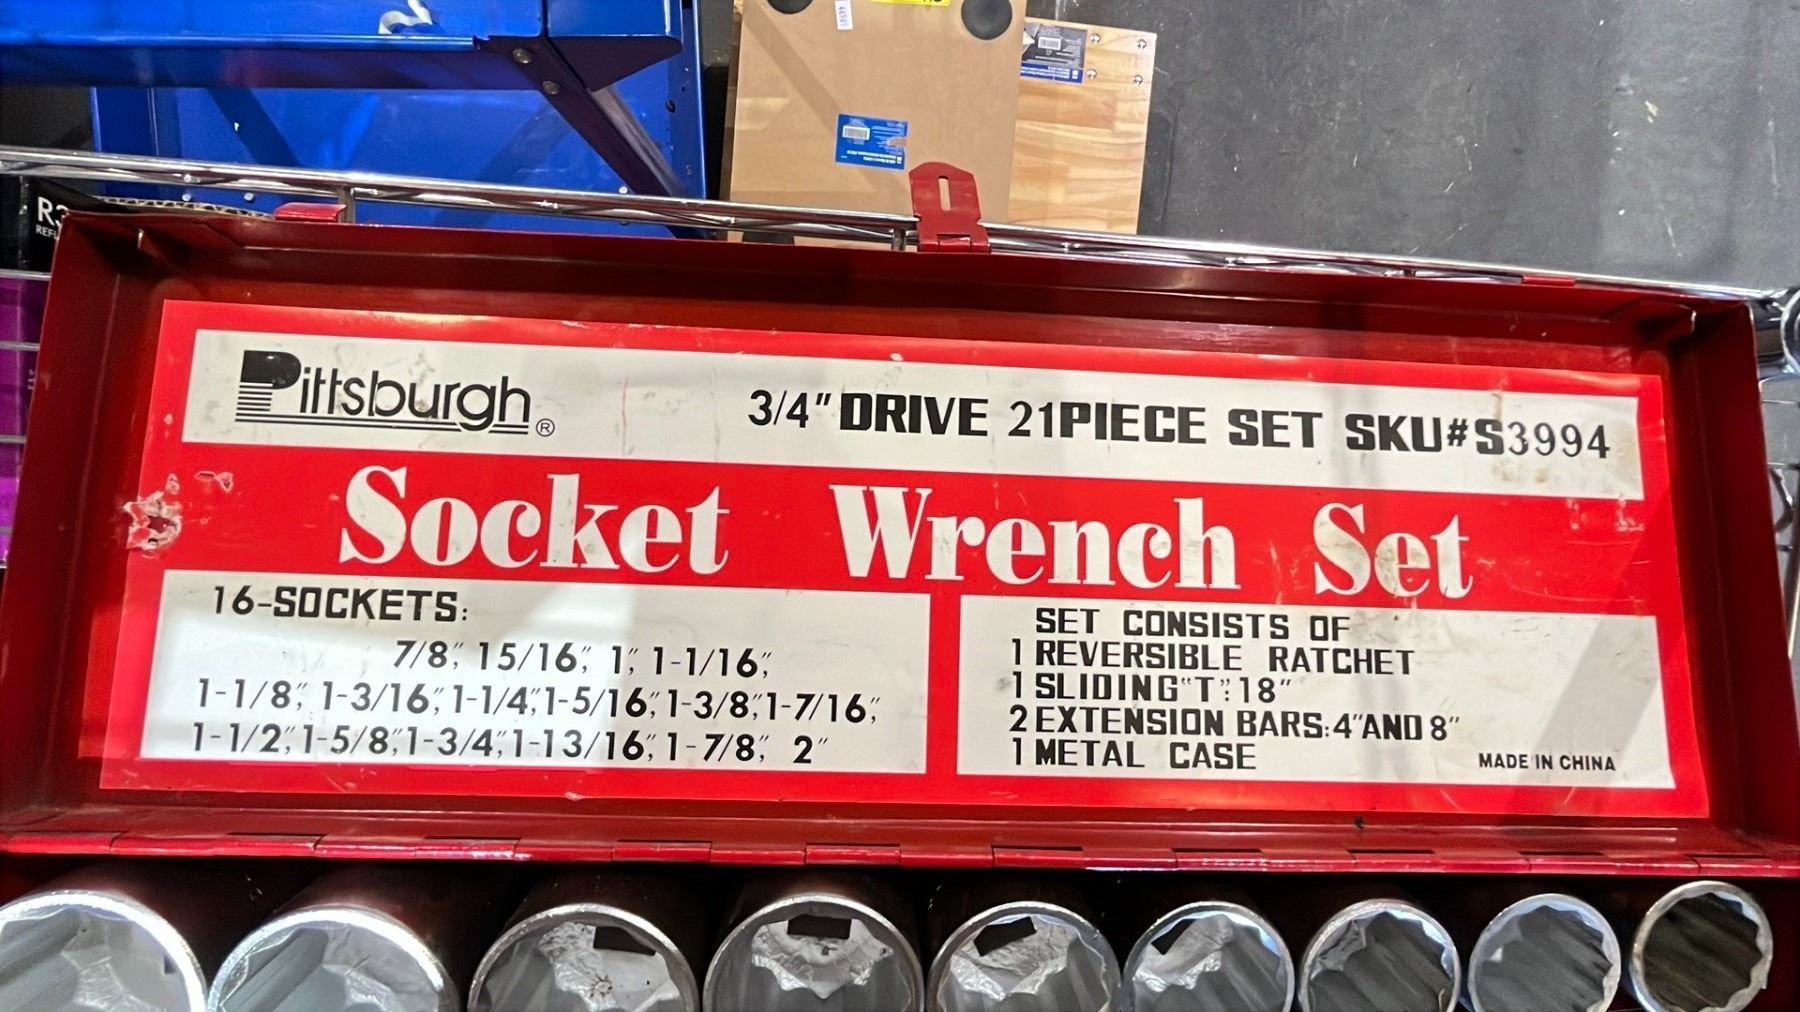 R3
REFL
Pittsburgh®
3/4" DRIVE 21PIECE SET SKU#S3994
Socket Wrench Set
16-SOCKETS:
7/8", 15/16", 1", 1-1/16",
1-1/8", 1-3/16", 1-1/4", 1-5/16", 1-3/8", 1-7/16",
1-1/2", 1-5/8", 1-3/4", 1-13/16", 1-7/8", 2"
SET CONSISTS OF
1 REVERSIBLE RATCHET
1 SLIDING "T": 18"
2 EXTENSION BARS: 4" AND 8"
1 METAL CASE
MADE IN CHINA